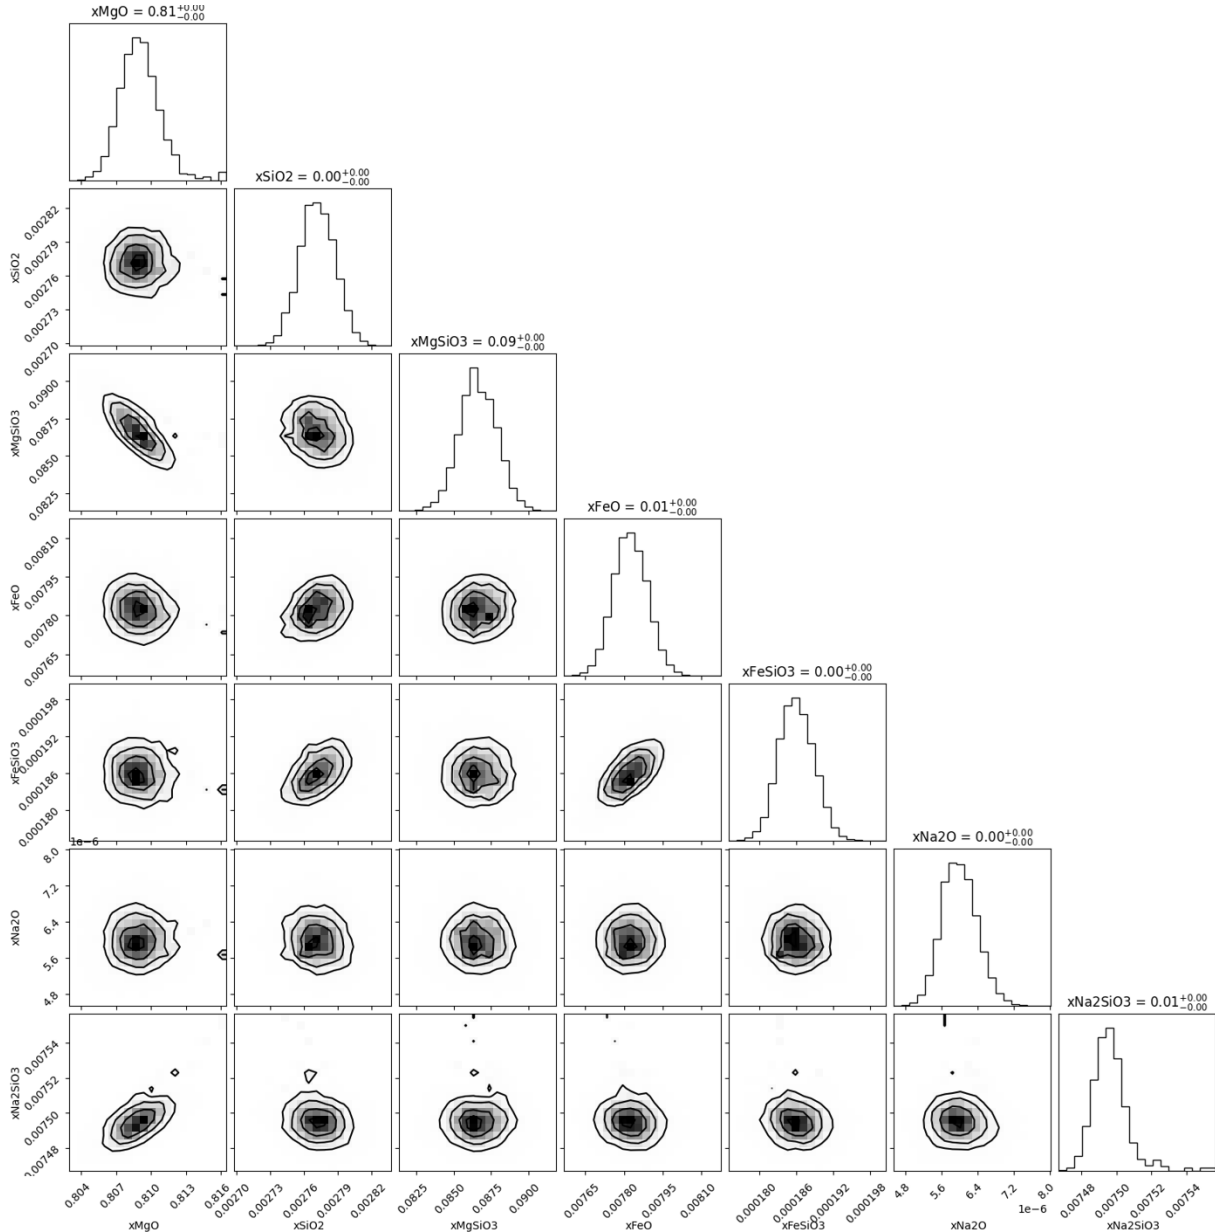 xMgO = 0.81+0.00−0.00
xSiO2 = 0.00+0.00−0.00
0.00282
0.00279
0.00276
0.00273
0.00270
xSiO2
xMgSiO3 = 0.09+0.00−0.00
0.0900
0.0875
0.0850
0.0825
xMgSiO3
xFeO = 0.01+0.00−0.00
0.00810
0.00795
0.00780
0.00765
xFeO
xFeSiO3 = 0.00+0.00−0.00
0.000198
0.000192
0.000186
0.000180
xFeSiO3
xNa2O = 0.00+0.00−0.00
1e−6
8.0
7.2
6.4
5.6
4.8
xNa2O
xNa2SiO3 = 0.01+0.00−0.00
0.00754
0.00752
0.00750
0.00748
xNa2SiO3
0.804 0.807 0.810 0.813 0.816
0.00270 0.00273 0.00276 0.00279 0.00282
0.0825 0.0850 0.0875 0.0900
0.00765 0.00780 0.00795 0.00810
0.000180 0.000186 0.000192 0.000198
4.8 5.6 6.4 7.2 8.0
1e−6
0.00748 0.00750 0.00752 0.00754
xMgO xSiO2 xMgSiO3 xFeO xFeSiO3 xNa2O xNa2SiO3